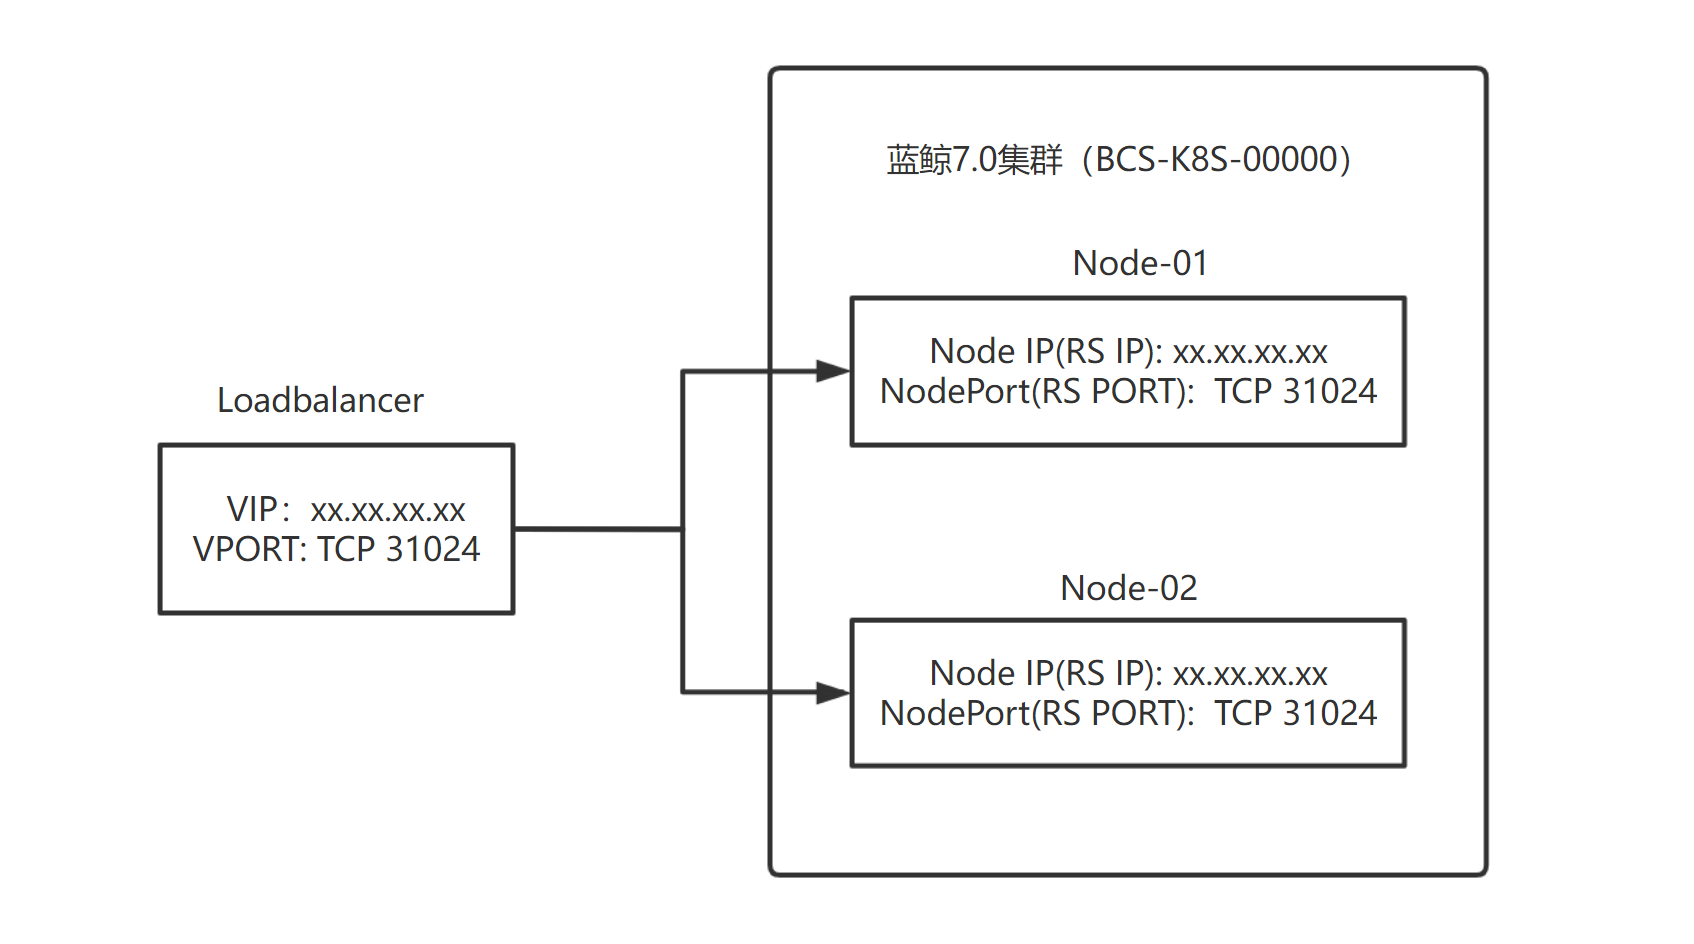 蓝鲸7.0集群（BCS-K8S-00000）
Node-01
Node IP(RS IP): xx.xx.xx.xx
NodePort(RS PORT):  TCP 31024
Loadbalancer
VIP：xx.xx.xx.xx
VPORT: TCP 31024
Node-02
Node IP(RS IP): xx.xx.xx.xx
NodePort(RS PORT):  TCP 31024